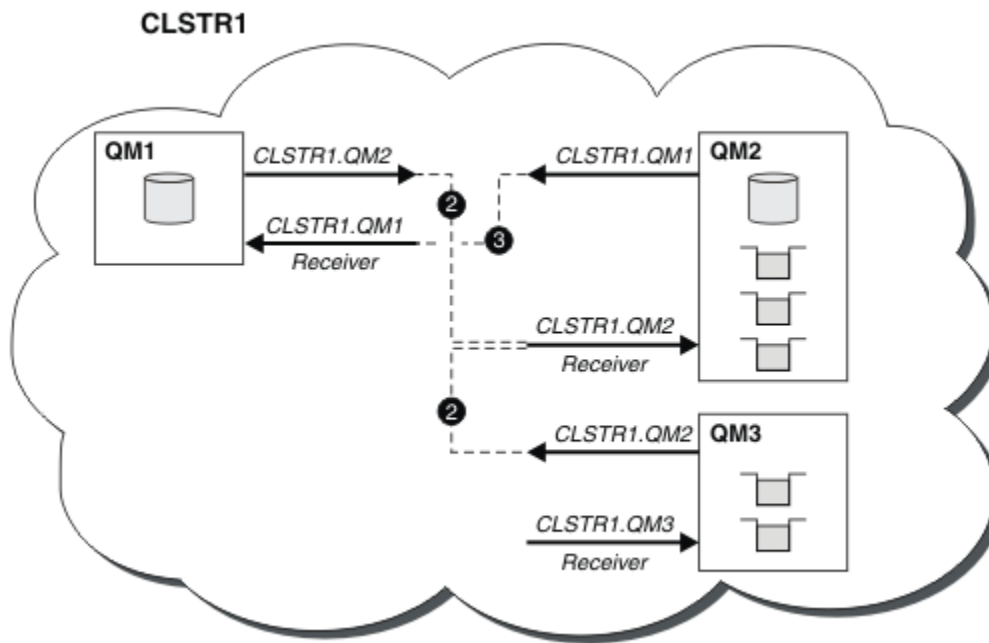 CLSTR1
QM1
CLSTR1.QM2
CLSTR1.QM1
QM2
2
CLSTR1.QM1
3
Receiver
CLSTR1.QM2
Receiver
2
CLSTR1.QM2
QM3
CLSTR1.QM3
Receiver